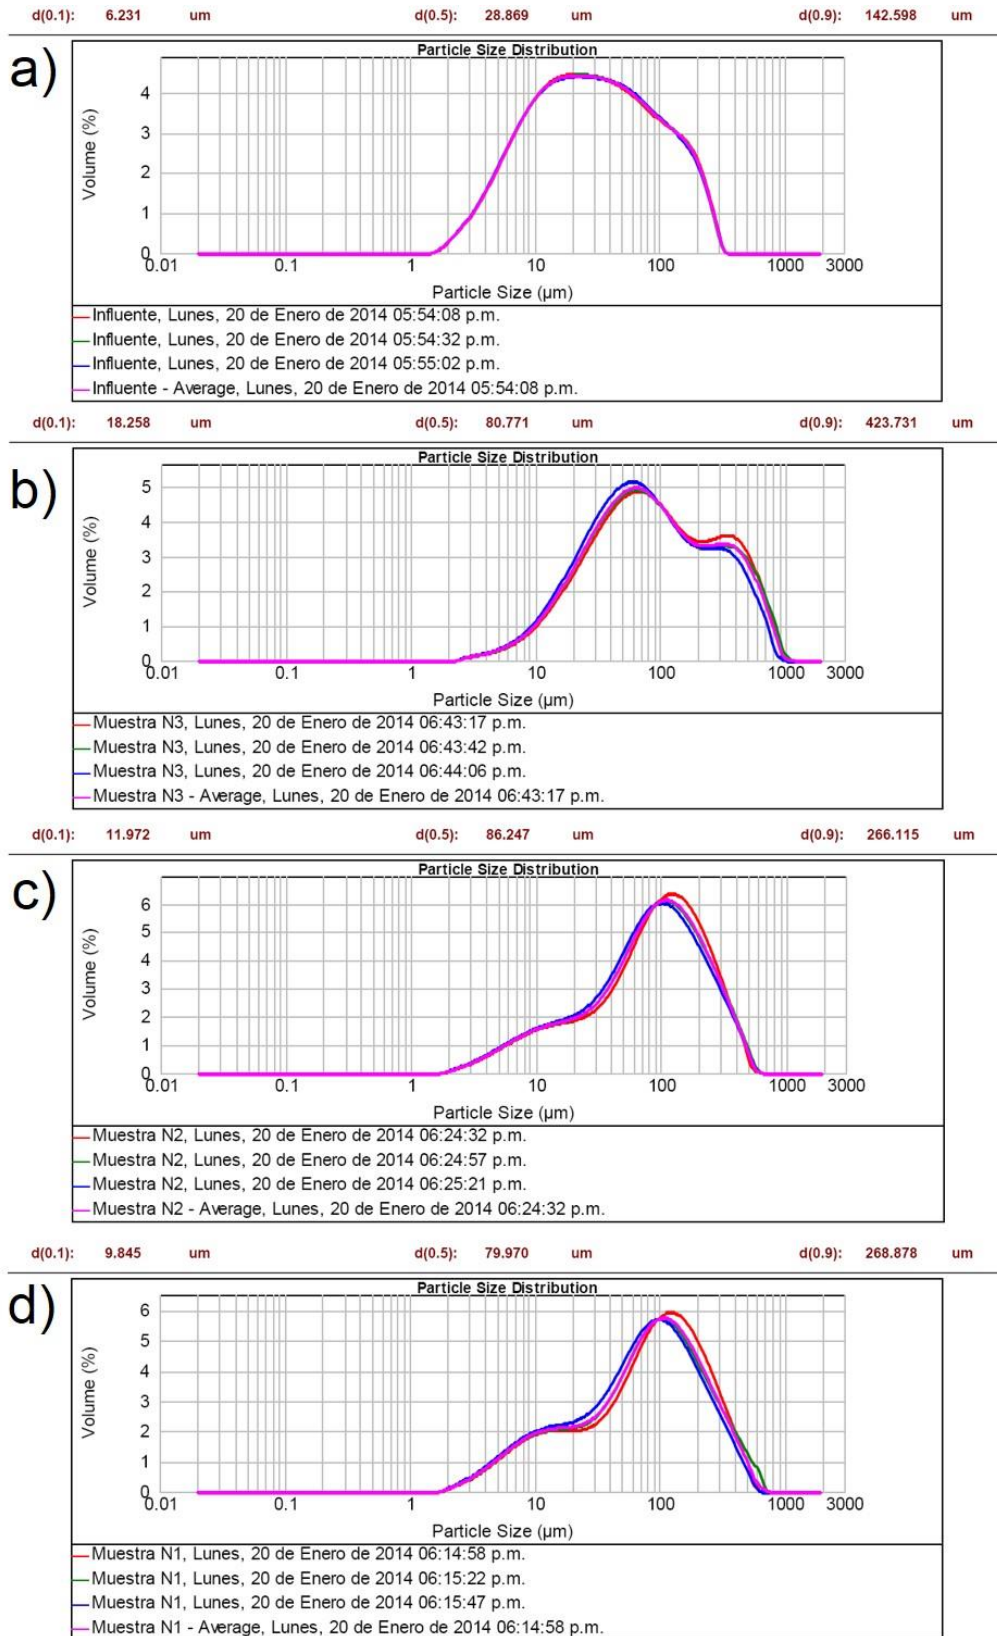 d(0.1): 6.231 um d(0.5): 28.869 um d(0.9): 142.598 um
a)
Particle Size Distribution
Volume (%)
4
3
2
1
0
0.01 0.1 1 10 100 1000 3000
Particle Size (µm)
Influente, Lunes, 20 de Enero de 2014 05:54:08 p.m.
Influente, Lunes, 20 de Enero de 2014 05:54:32 p.m.
Influente, Lunes, 20 de Enero de 2014 05:55:02 p.m.
Influente - Average, Lunes, 20 de Enero de 2014 05:54:08 p.m.
d(0.1): 18.258 um d(0.5): 80.771 um d(0.9): 423.731 um
b)
Particle Size Distribution
Volume (%)
5
4
3
2
1
0
0.01 0.1 1 10 100 1000 3000
Particle Size (µm)
Muestra N3, Lunes, 20 de Enero de 2014 06:43:17 p.m.
Muestra N3, Lunes, 20 de Enero de 2014 06:43:42 p.m.
Muestra N3, Lunes, 20 de Enero de 2014 06:44:06 p.m.
Muestra N3 - Average, Lunes, 20 de Enero de 2014 06:43:17 p.m.
d(0.1): 11.972 um d(0.5): 86.247 um d(0.9): 266.115 um
c)
Particle Size Distribution
Volume (%)
6
5
4
3
2
1
0
0.01 0.1 1 10 100 1000 3000
Particle Size (µm)
Muestra N2, Lunes, 20 de Enero de 2014 06:24:32 p.m.
Muestra N2, Lunes, 20 de Enero de 2014 06:24:57 p.m.
Muestra N2, Lunes, 20 de Enero de 2014 06:25:21 p.m.
Muestra N2 - Average, Lunes, 20 de Enero de 2014 06:24:32 p.m.
d(0.1): 9.845 um d(0.5): 79.970 um d(0.9): 268.878 um
d)
Particle Size Distribution
Volume (%)
6
5
4
3
2
1
0
0.01 0.1 1 10 100 1000 3000
Particle Size (µm)
Muestra N1, Lunes, 20 de Enero de 2014 06:14:58 p.m.
Muestra N1, Lunes, 20 de Enero de 2014 06:15:22 p.m.
Muestra N1, Lunes, 20 de Enero de 2014 06:15:47 p.m.
Muestra N1 - Average, Lunes, 20 de Enero de 2014 06:14:58 p.m.